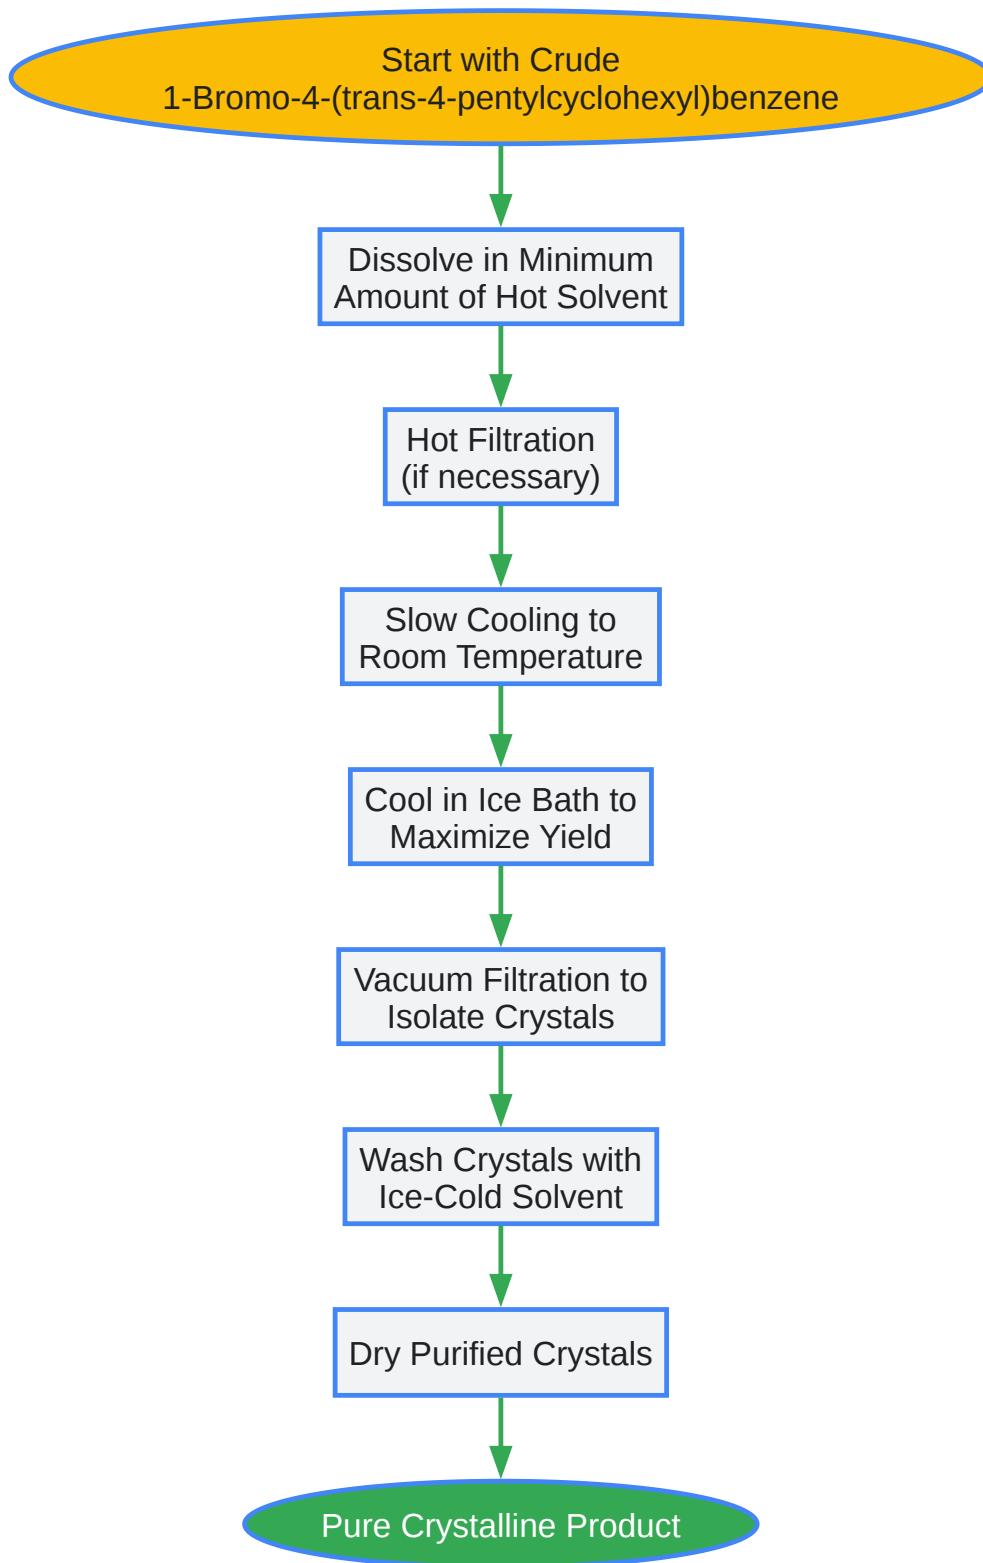 Start with Crude
1-Bromo-4-(trans-4-pentylcyclohexyl)benzene
Dissolve in Minimum
Amount of Hot Solvent
Hot Filtration
(if necessary)
Slow Cooling to
Room Temperature
Cool in Ice Bath to
Maximize Yield
Vacuum Filtration to
Isolate Crystals
Wash Crystals with
Ice-Cold Solvent
Dry Purified Crystals
Pure Crystalline Product